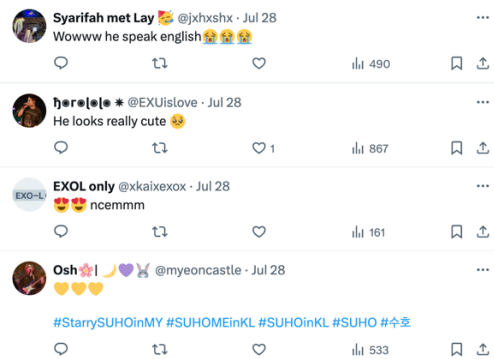 Syarifah met Lay 🥳 @jxhxshx · Jul 28
Wowww he speak english😭😭😭
490
@EXUislove · Jul 28
He looks really cute 🥺
1 867
EXO-L
EXOL only @xkaixexox · Jul 28
😍😍 ncemmm
161
Osh🌸| 🌙💜🐰 @myeoncastle · Jul 28
💛💛💛
#StarrySUHOinMY #SUHOMEinKL #SUHOinKL #SUHO #수호
533